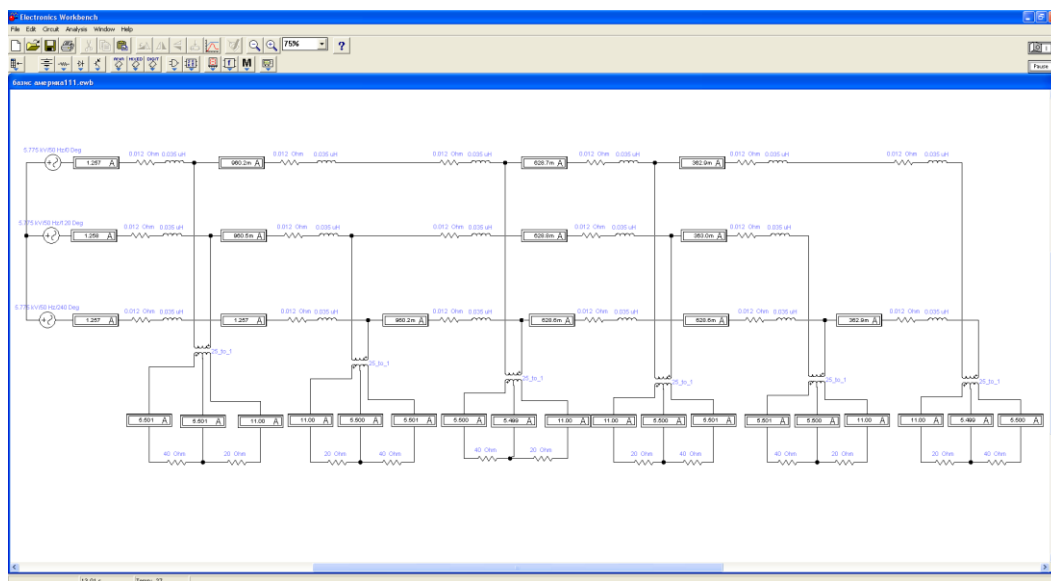 Electronics Workbench
File Edit Circuit Analysis Window Help
75%
?
Pause
базис америка111.ewb
5.775 kV/50 Hz/0 Deg
1.257 A
0.012 Ohm 0.035 uH
960.2m A
0.012 Ohm 0.035 uH
0.012 Ohm 0.035 uH
628.7m A
0.012 Ohm 0.035 uH
362.9m A
0.012 Ohm 0.035 uH
0.012 Ohm 0.035 uH
5.775 kV/50 Hz/120 Deg
1.258 A
0.012 Ohm 0.035 uH
960.5m A
0.012 Ohm 0.035 uH
0.012 Ohm 0.035 uH
628.8m A
0.012 Ohm 0.035 uH
363.0m A
0.012 Ohm 0.035 uH
5.775 kV/50 Hz/240 Deg
1.257 A
0.012 Ohm 0.035 uH
1.257 A
0.012 Ohm 0.035 uH
960.2m A
0.012 Ohm 0.035 uH
628.6m A
0.012 Ohm 0.035 uH
628.6m A
0.012 Ohm 0.035 uH
362.9m A
0.012 Ohm 0.035 uH
25_to_1
25_to_1
25_to_1
25_to_1
25_to_1
25_to_1
5.501 A
5.501 A
11.00 A
11.00 A
5.500 A
5.501 A
5.500 A
5.499 A
11.00 A
11.00 A
5.500 A
5.500 A
5.500 A
5.500 A
11.00 A
11.00 A
5.499 A
5.500 A
40 Ohm
20 Ohm
20 Ohm
40 Ohm
40 Ohm
20 Ohm
20 Ohm
40 Ohm
40 Ohm
20 Ohm
20 Ohm
40 Ohm